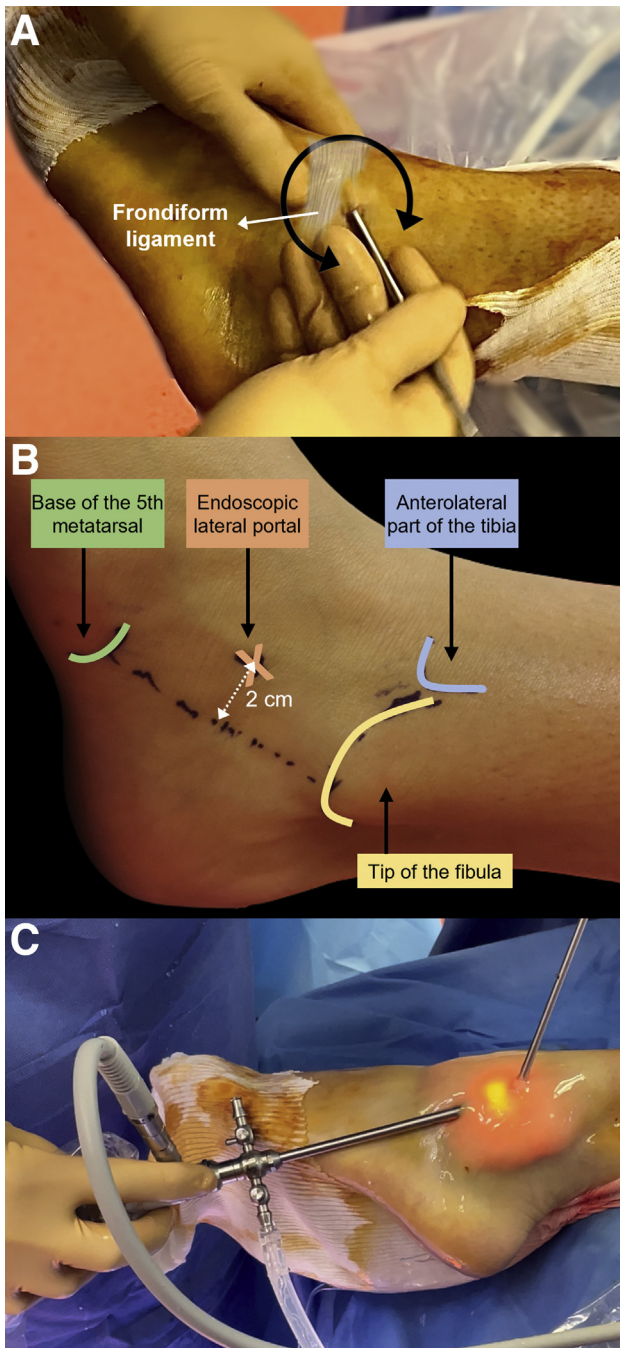 A
Frondiform
ligament
B
Base of the 5th
metatarsal
Endoscopic
lateral portal
Anterolateral
part of the tibia
2 cm
Tip of the fibula
C